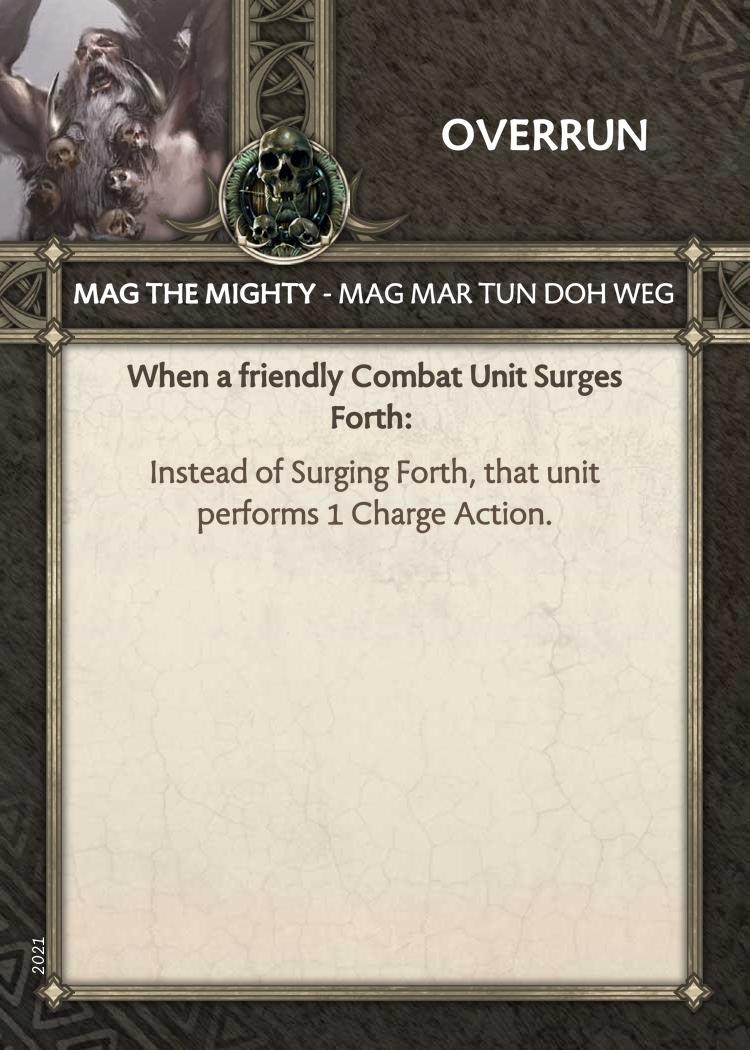 OVERRUN
MAG THE MIGHTY - MAG MAR TUN DOH WEG
When a friendly Combat Unit Surges
Forth:
Instead of Surging Forth, that unit
performs 1 Charge Action.
2021